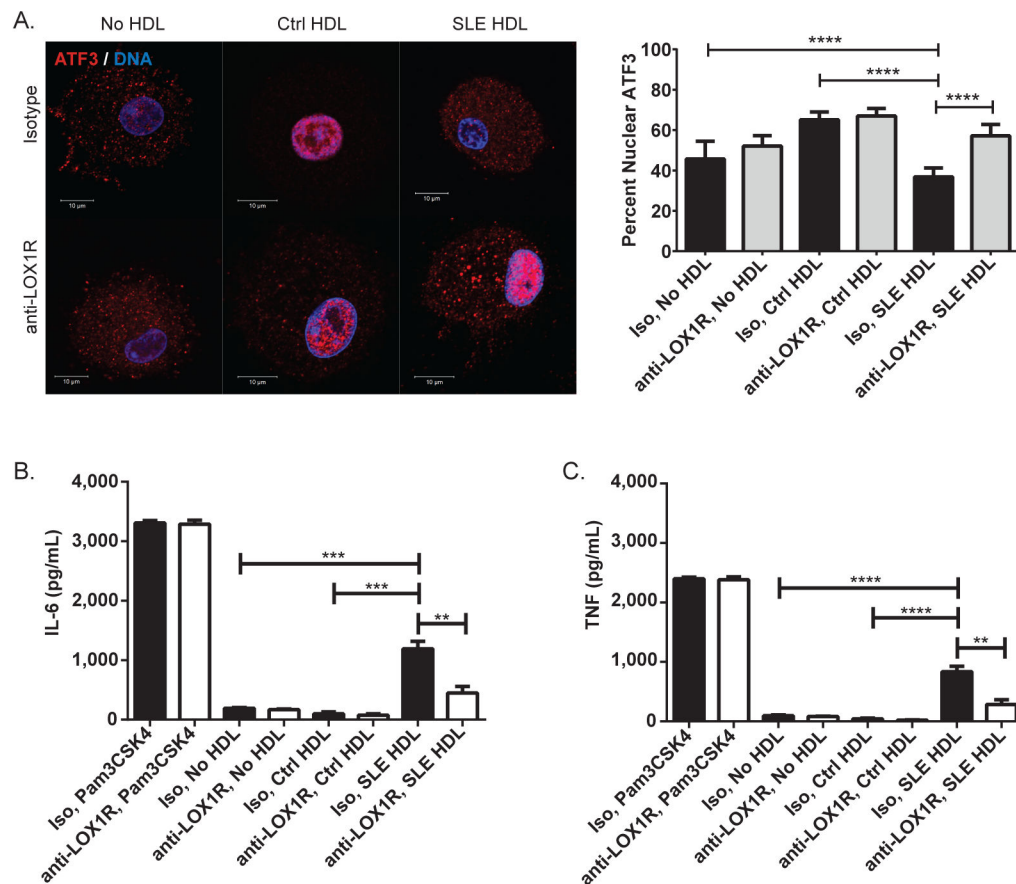 A.
No HDL
Ctrl HDL
SLE HDL
ATF3 / DNA
Isotype
anti-LOX1R
10 µm
10 µm
10 µm
10 µm
10 µm
10 µm
Percent Nuclear ATF3
100
80
60
40
20
0
****
****
****
Iso, No HDL
anti-LOX1R, No HDL
Iso, Ctrl HDL
anti-LOX1R, Ctrl HDL
Iso, SLE HDL
anti-LOX1R, SLE HDL
B.
IL-6 (pg/mL)
4,000
3,000
2,000
1,000
0
***
***
**
Iso, Pam3CSK4
anti-LOX1R, Pam3CSK4
Iso, No HDL
anti-LOX1R, No HDL
Iso, Ctrl HDL
anti-LOX1R, Ctrl HDL
Iso, SLE HDL
anti-LOX1R, SLE HDL
C.
TNF (pg/mL)
4,000
3,000
2,000
1,000
0
****
****
**
Iso, Pam3CSK4
anti-LOX1R, Pam3CSK4
Iso, No HDL
anti-LOX1R, No HDL
Iso, Ctrl HDL
anti-LOX1R, Ctrl HDL
Iso, SLE HDL
anti-LOX1R, SLE HDL